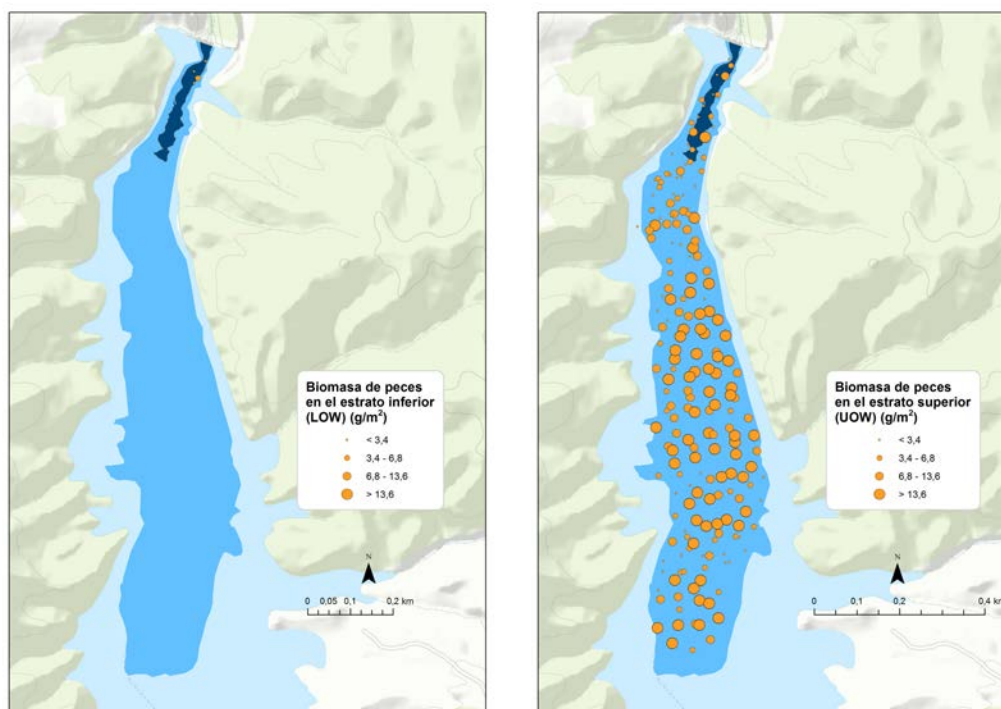 Biomasa de peces
en el estrato inferior
(LOW) (g/m²)
< 3,4
3,4 - 6,8
6,8 - 13,6
> 13,6
N
0 0,05 0,1 0,2 km
Biomasa de peces
en el estrato superior
(UOW) (g/m²)
< 3,4
3,4 - 6,8
6,8 - 13,6
> 13,6
N
0 0,1 0,2 0,4 km